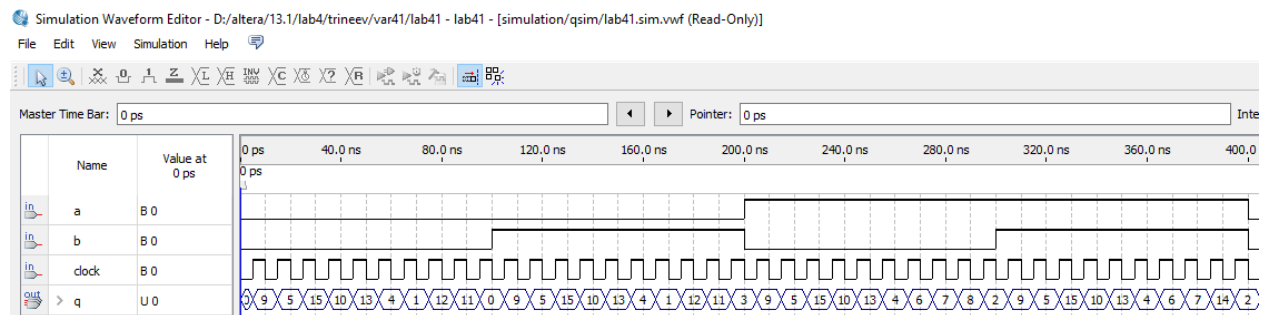 Simulation Waveform Editor - D:/altera/13.1/lab4/trineev/var41/lab41 - lab41 - [simulation/qsim/lab41.sim.vwf (Read-Only)]
File Edit View Simulation Help
Master Time Bar: 0 ps Pointer: 0 ps Inte
Name Value at 0 ps
0 ps 40.0 ns 80.0 ns 120.0 ns 160.0 ns 200.0 ns 240.0 ns 280.0 ns 320.0 ns 360.0 ns 400.0
0 ps
in a B 0
in b B 0
in clock B 0
out > q U 0 0 9 5 15 10 13 4 1 12 11 0 9 5 15 10 13 4 1 12 11 3 9 5 15 10 13 4 6 7 8 2 9 5 15 10 13 4 6 7 14 2